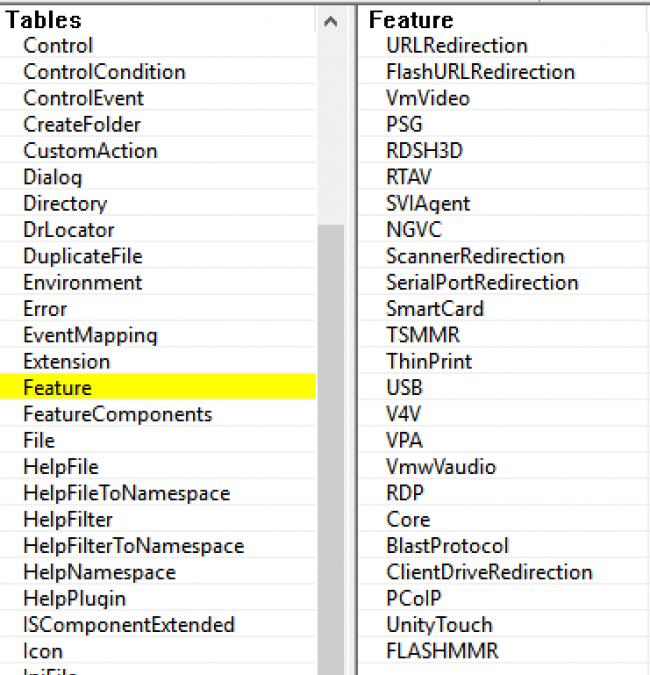 Tables
Control
ControlCondition
ControlEvent
CreateFolder
CustomAction
Dialog
Directory
DrLocator
DuplicateFile
Environment
Error
EventMapping
Extension
Feature
FeatureComponents
File
HelpFile
HelpFileToNamespace
HelpFilter
HelpFilterToNamespace
HelpNamespace
HelpPlugin
ISComponentExtended
Icon
IniFile
Feature
URLRedirection
FlashURLRedirection
VmVideo
PSG
RDSH3D
RTAV
SVIAgent
NGVC
ScannerRedirection
SerialPortRedirection
SmartCard
TSMMR
ThinPrint
USB
V4V
VPA
VmwVaudio
RDP
Core
BlastProtocol
ClientDriveRedirection
PCoIP
UnityTouch
FLASHMMR